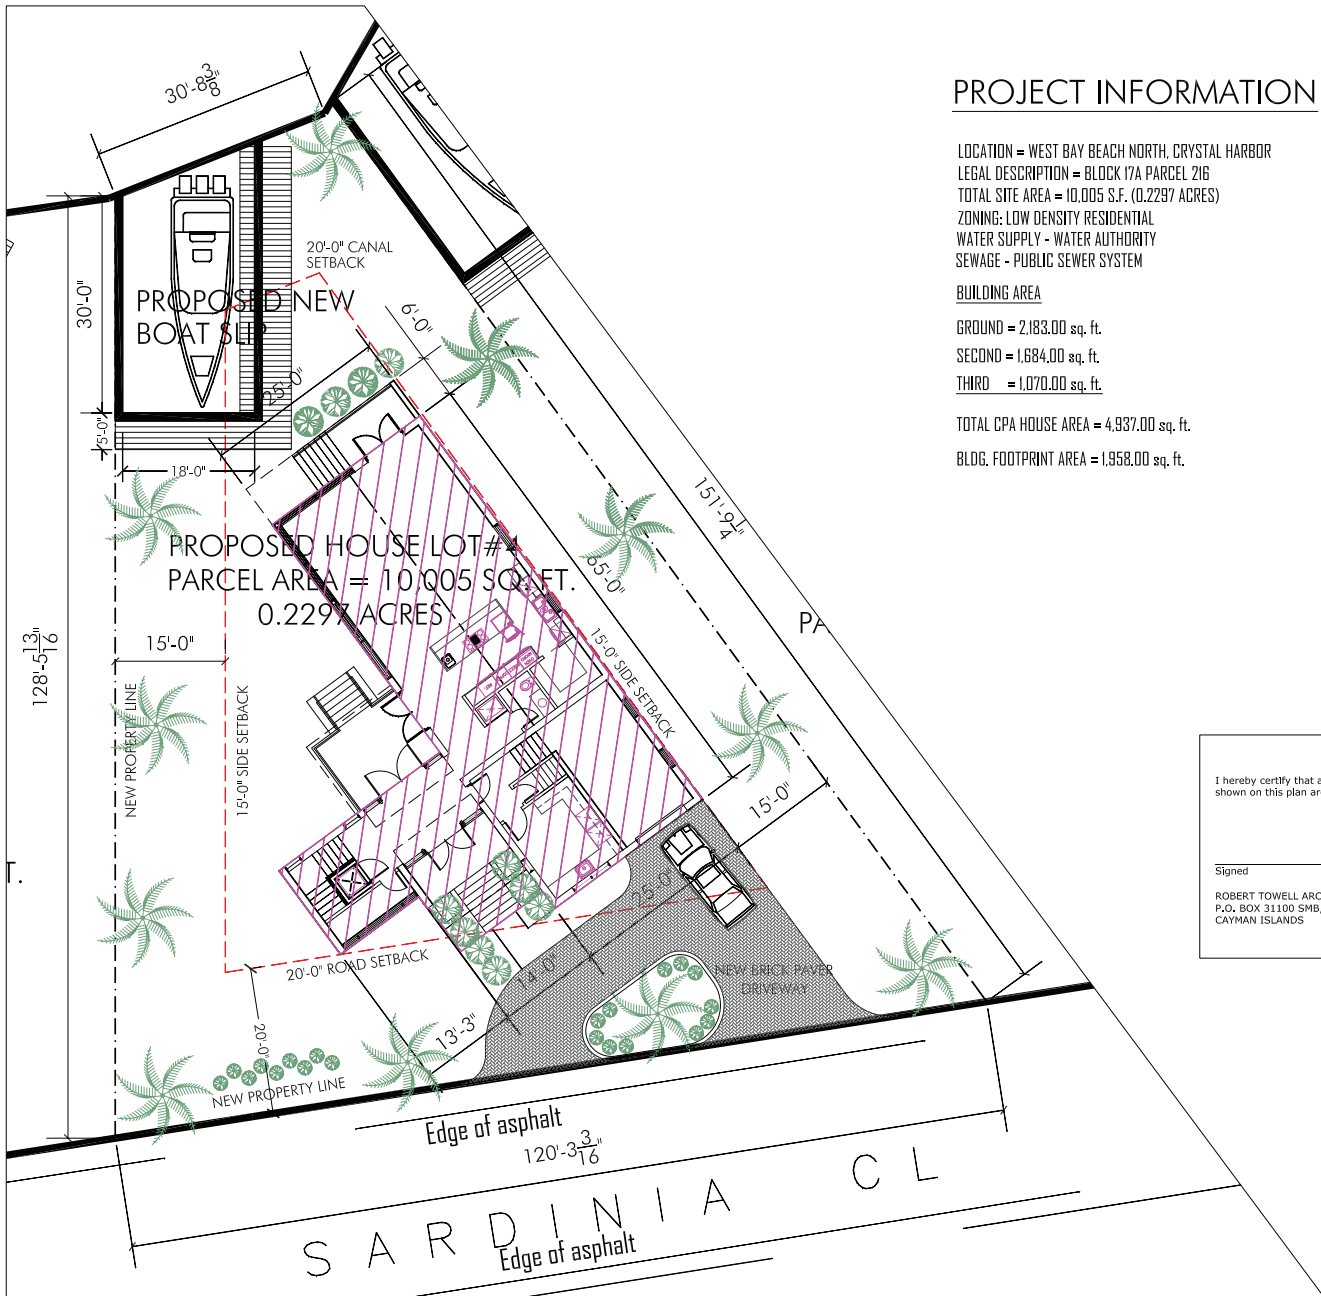 PROJECT INFORMATION
LOCATION = WEST BAY BEACH NORTH, CRYSTAL HARBOR
LEGAL DESCRIPTION = BLOCK 17A PARCEL 216
TOTAL SITE AREA = 10,005 S.F. (0.2297 ACRES)
ZONING: LOW DENSITY RESIDENTIAL
WATER SUPPLY - WATER AUTHORITY
SEWAGE - PUBLIC SEWER SYSTEM
BUILDING AREA
GROUND = 2,183.00 sq. ft.
SECOND = 1,684.00 sq. ft.
THIRD = 1,070.00 sq. ft.
TOTAL CPA HOUSE AREA = 4,937.00 sq. ft.
BLDG. FOOTPRINT AREA = 1,958.00 sq. ft.
30'-8 3/8"
20'-0" CANAL
SETBACK
30'-0"
PROPOSED NEW
BOAT SLIP
6'-0"
25'-0"
5'-0"
18'-0"
151'-9 1/4"
PROPOSED HOUSE LOT#4
PARCEL AREA = 10,005 SQ. FT.
0.2297 ACRES
65'-0"
PA
128'-5 13/16"
15'-0"
15'-0" SIDE SETBACK
NEW PROPERTY LINE
15'-0" SIDE SETBACK
15'-0"
T.
25'-0"
20'-0" ROAD SETBACK
14'-0"
NEW BRICK PAVER
DRIVEWAY
13'-3"
20'-0"
NEW PROPERTY LINE
Edge of asphalt
120'-3 3/16"
SARDINIA CL
Edge of asphalt
I hereby certify that a
shown on this plan ar
Signed
ROBERT TOWELL ARC
P.O. BOX 31100 SMB,
CAYMAN ISLANDS